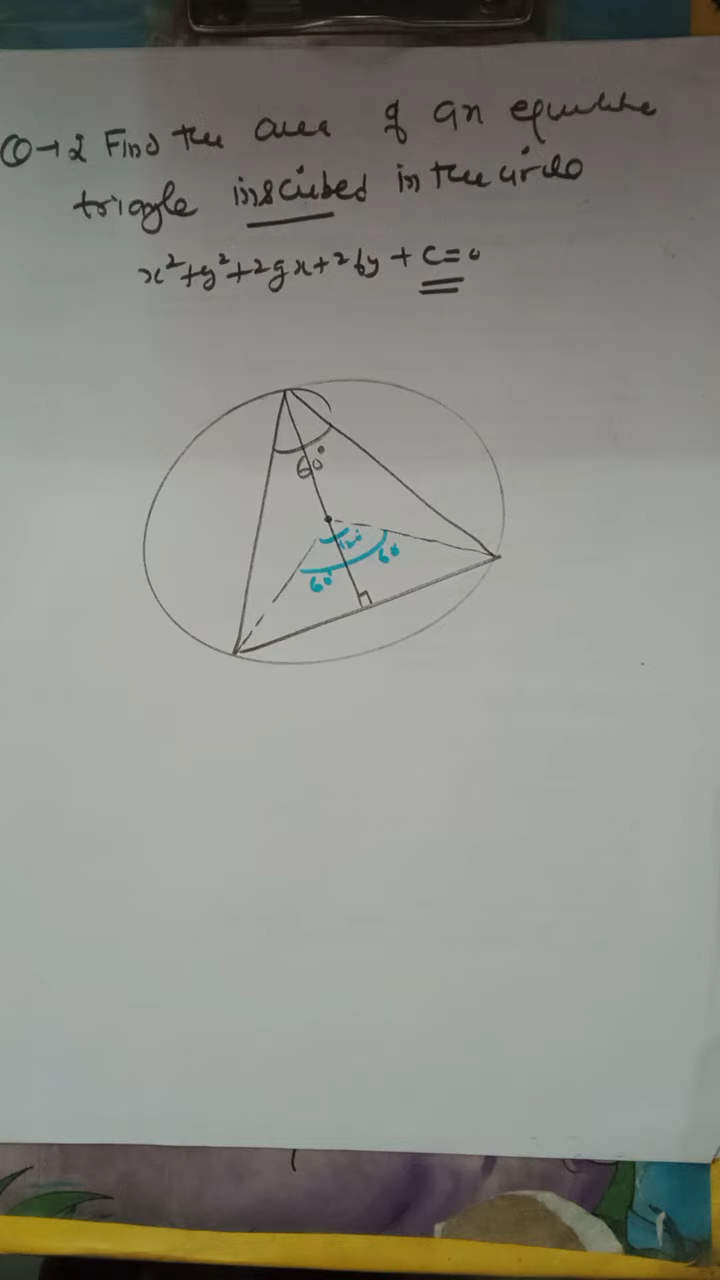 Q→2 Find the area of an equilateral
triangle inscribed in the circle
x²+y²+2gx+2fy+c=0
60°
120°
60°
60°